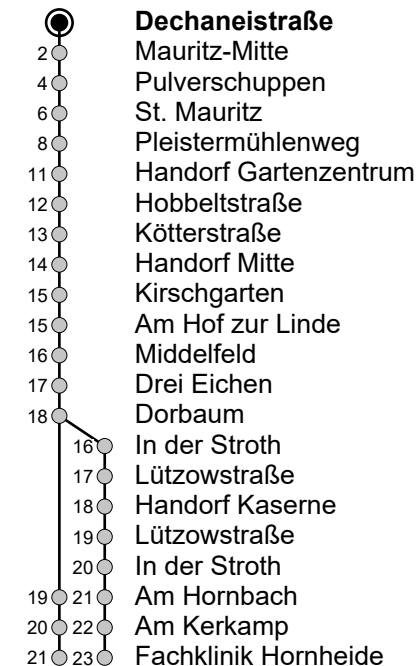 Dechaneistraße
2 Mauritz-Mitte
4 Pulverschuppen
6 St. Mauritz
8 Pleistermühlenweg
11 Handorf Gartenzentrum
12 Hobbeltstraße
13 Kötterstraße
14 Handorf Mitte
15 Kirschgarten
15 Am Hof zur Linde
16 Middelfeld
17 Drei Eichen
18 Dorbaum
16 In der Stroth
17 Lützowstraße
18 Handorf Kaserne
19 Lützowstraße
20 In der Stroth
19 21 Am Hornbach
20 22 Am Kerkamp
21 23 Fachklinik Hornheide